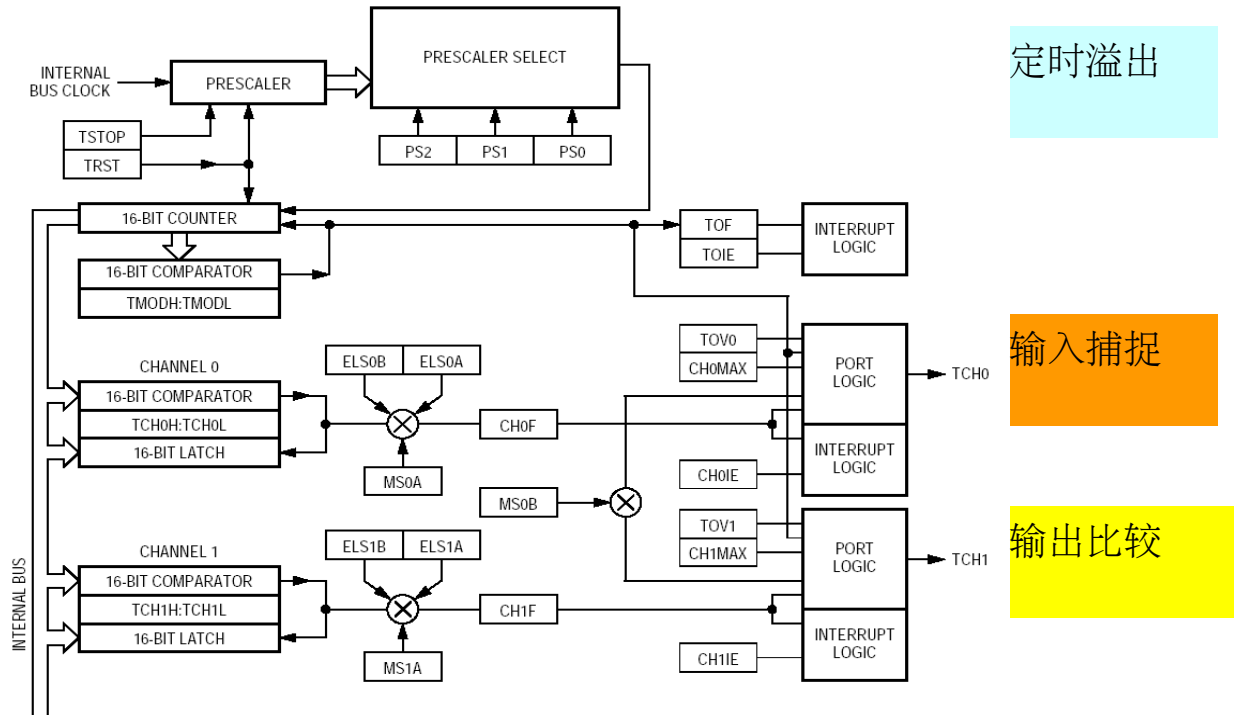 INTERNAL
BUS CLOCK
PRESCALER
PRESCALER SELECT
定时溢出
TSTOP
TRST
PS2
PS1
PS0
16-BIT COUNTER
TOF
TOIE
INTERRUPT
LOGIC
16-BIT COMPARATOR
TMODH:TMODL
输入捕捉
TOV0
CH0MAX
PORT
LOGIC
TCH0
CHANNEL 0
ELS0B
ELS0A
16-BIT COMPARATOR
TCH0H:TCH0L
16-BIT LATCH
CH0F
MS0A
INTERRUPT
LOGIC
CH0IE
MS0B
输出比较
TOV1
CH1MAX
PORT
LOGIC
TCH1
CHANNEL 1
ELS1B
ELS1A
16-BIT COMPARATOR
TCH1H:TCH1L
16-BIT LATCH
CH1F
MS1A
INTERRUPT
LOGIC
CH1IE
INTERNAL BUS